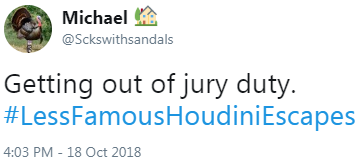 Michael 🏡
@Sckswithsandals
Getting out of jury duty.
#LessFamousHoudiniEscapes
4:03 PM - 18 Oct 2018